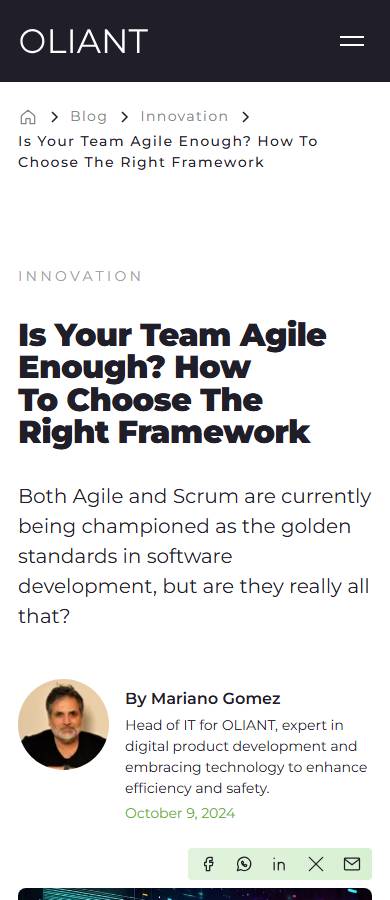 OLIANT
Blog
Innovation
Is Your Team Agile Enough? How To
Choose The Right Framework
INNOVATION
Is Your Team Agile
Enough? How
To Choose The
Right Framework
Both Agile and Scrum are currently
being championed as the golden
standards in software
development, but are they really all
that?
By Mariano Gomez
Head of IT for OLIANT, expert in
digital product development and
embracing technology to enhance
efficiency and safety.
October 9, 2024